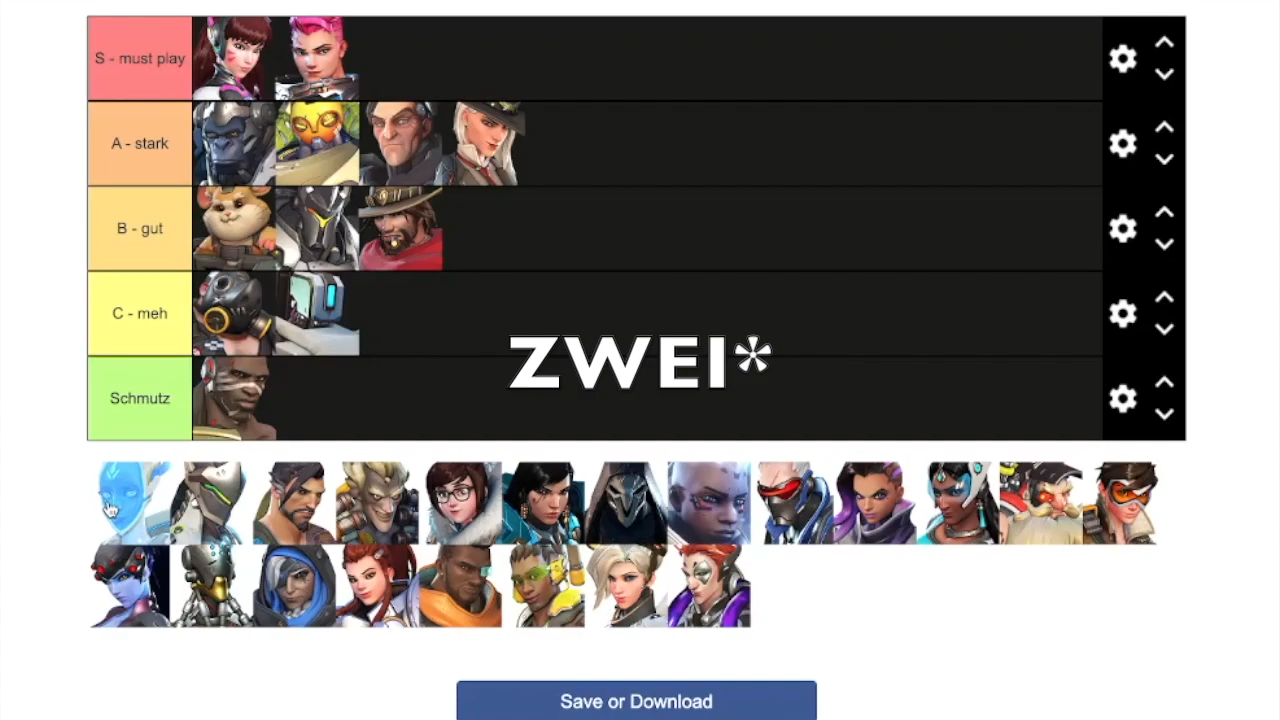 S - must play
A - stark
B - gut
C - meh
ZWEI*
Schmutz
Save or Download